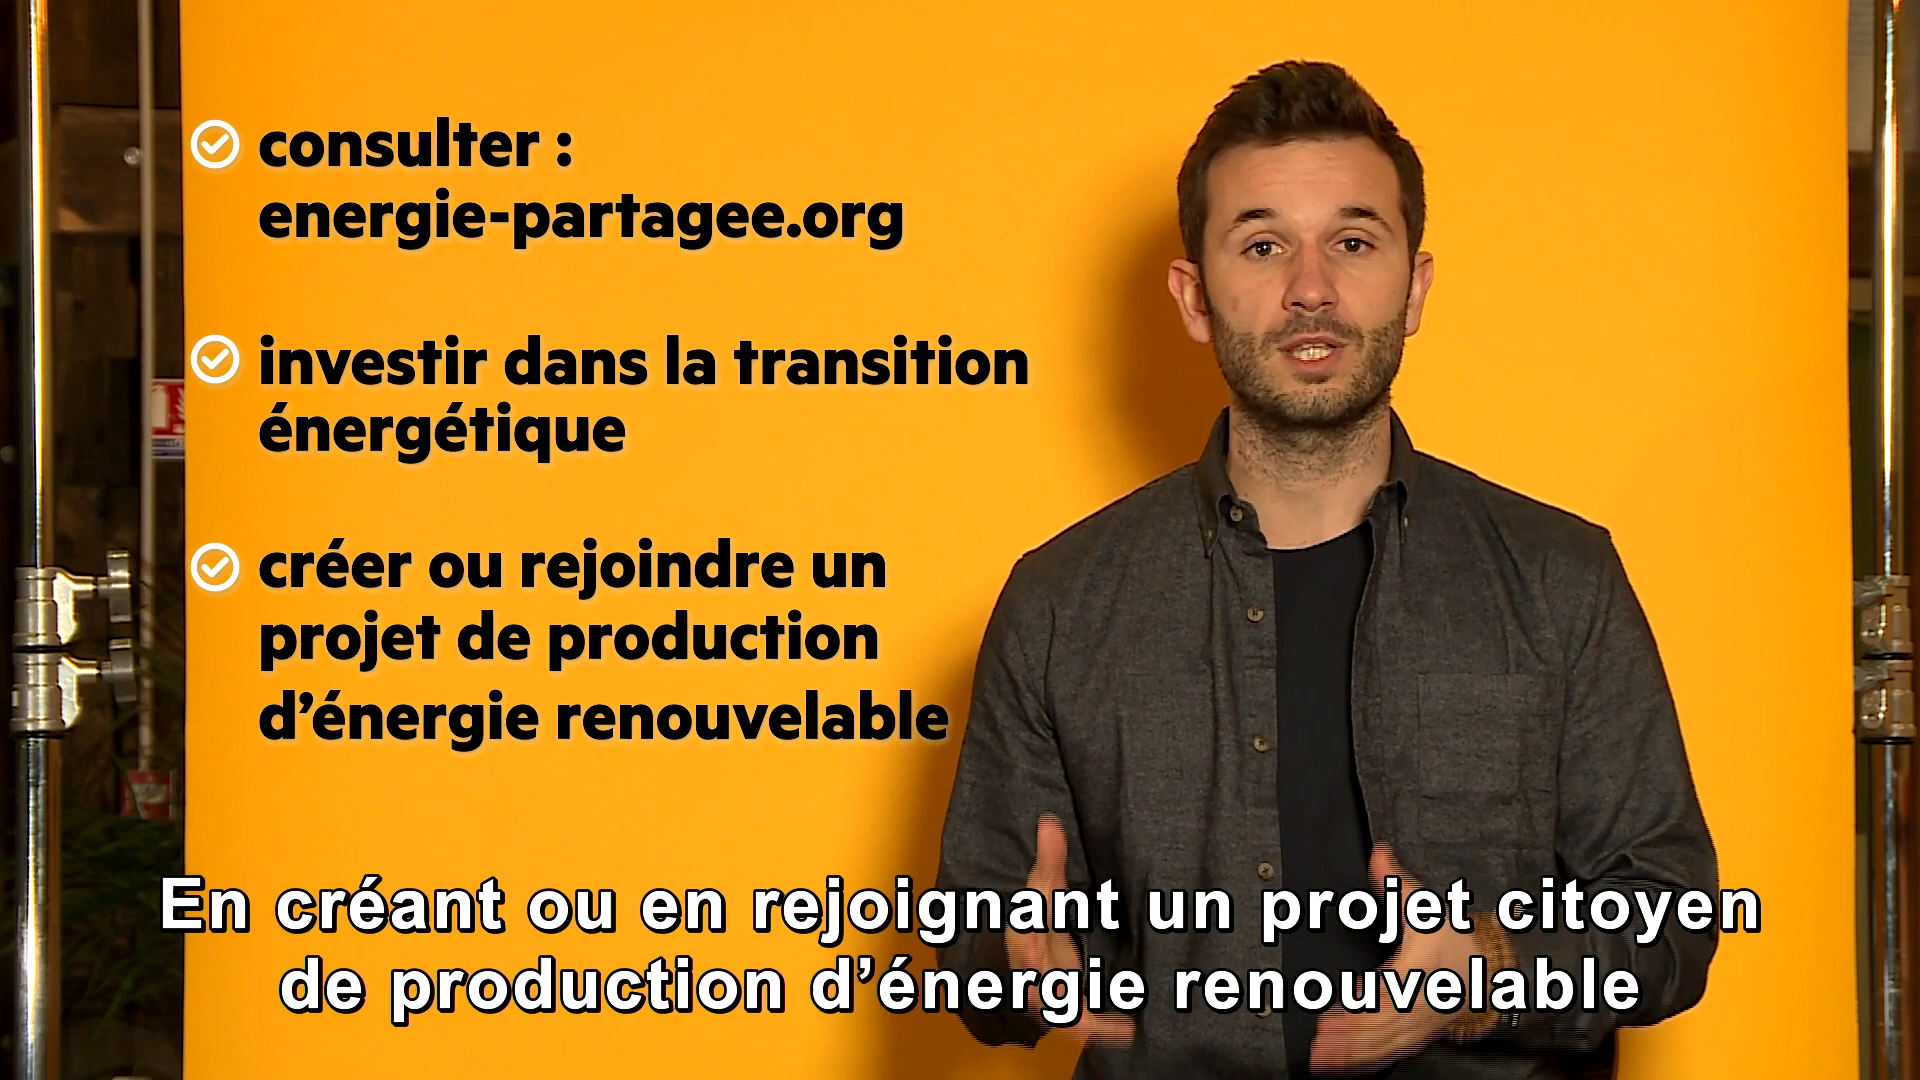 consulter :
energie-partagee.org
investir dans la transition
énergétique
créer ou rejoindre un
projet de production
d’énergie renouvelable
En créant ou en rejoignant un projet citoyen
de production d’énergie renouvelable